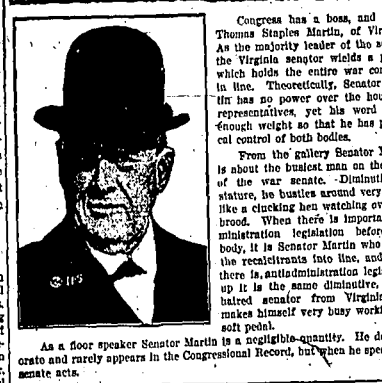 Congress has a boss, and
Thomas Staples Martin, of Vir
As the majority leader of the s
the Virginia senator wields a
which holds the entire war con
in line. Theoretically, Senator
tin has no power over the hou
representatives, yet his word
enough weight so that he has p
cal control of both bodies.
From the gallery Senator M
is about the busiest man on the
of the war senate. Diminuti
stature, he bustles around very
like a clucking hen watching ov
brood. When there is importa
ministration legislation befor
body, it is Senator Martin who
the recalcitrants into line, and
there is antiadministration legi
up it is the same diminutive,
haired senator from Virginia
makes himself very busy worki
soft pedal.
As a floor speaker Senator Martin is a negligible quantity. He do
orate and rarely appears in the Congressional Record, but when he spe
senate acts.